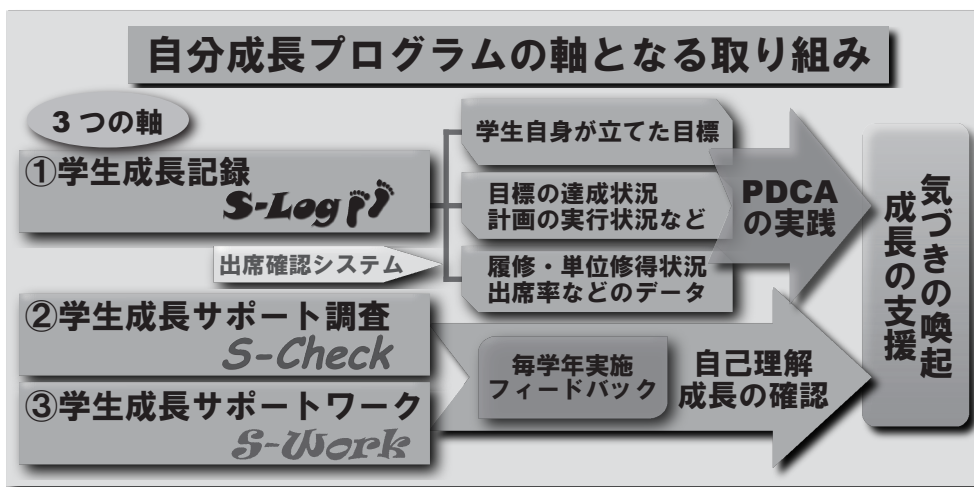 自分成長プログラムの軸となる取り組み
3つの軸
①学生成長記録
S-Log
出席確認システム
学生自身が立てた目標
目標の達成状況
計画の実行状況など
履修・単位修得状況
出席率などのデータ
PDCA
の実践
②学生成長サポート調査
S-Check
③学生成長サポートワーク
S-Work
毎学年実施
フィードバック
自己理解
成長の確認
気づきの喚起
成長の支援